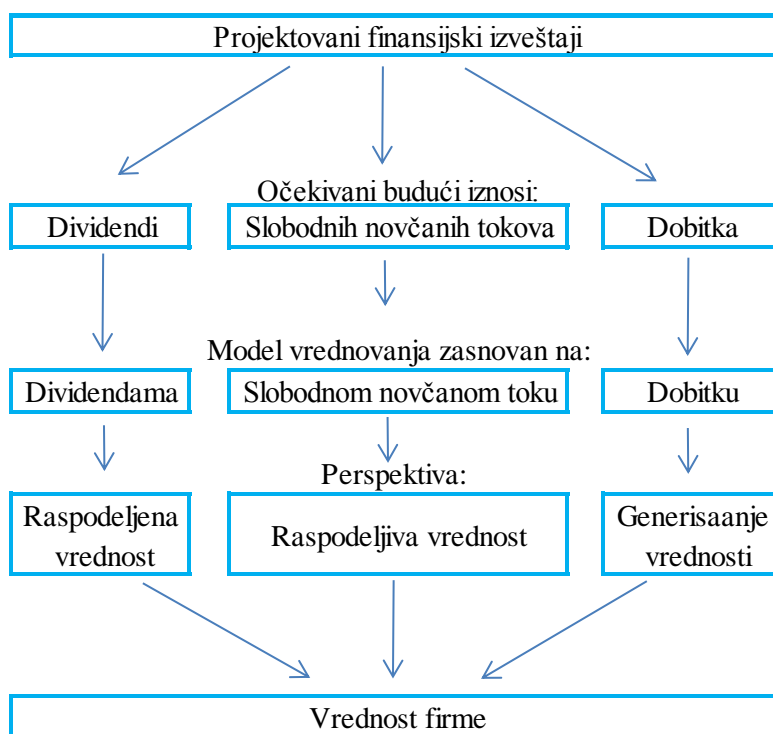 Projektovani finansijski izveštaji
Očekivani budući iznosi:
Dividendi
Slobodnih novčanih tokova
Dobitka
Model vrednovanja zasnovan na:
Dividendama
Slobodnom novčanom toku
Dobitku
Perspektiva:
Raspodeljena
vrednost
Raspodeljiva vrednost
Generisaanje
vrednosti
Vrednost firme